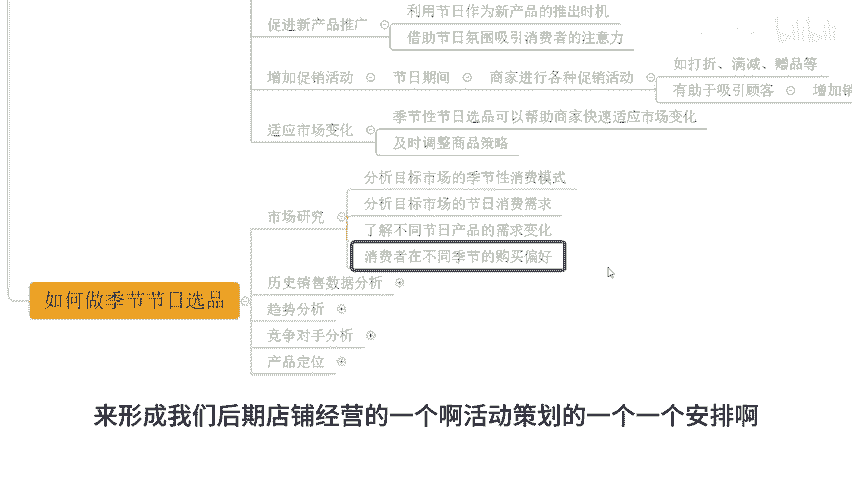 利用节日作为新产品的推出时机
促进新产品推广
借助节日氛围吸引消费者的注意力
如打折、满减、赠品等
增加促销活动 节日期间 商家进行各种促销活动
有助于吸引顾客 增加销
季节性节日选品可以帮助商家快速适应市场变化
适应市场变化
及时调整商品策略
分析目标市场的季节性消费模式
分析目标市场的节日消费需求
市场研究
了解不同节日产品的需求变化
消费者在不同季节的购买偏好
历史销售数据分析
如何做季节节日选品
趋势分析
竞争对手分析
产品定位
来形成我们后期店铺经营的一个啊活动策划的一个一个安排啊